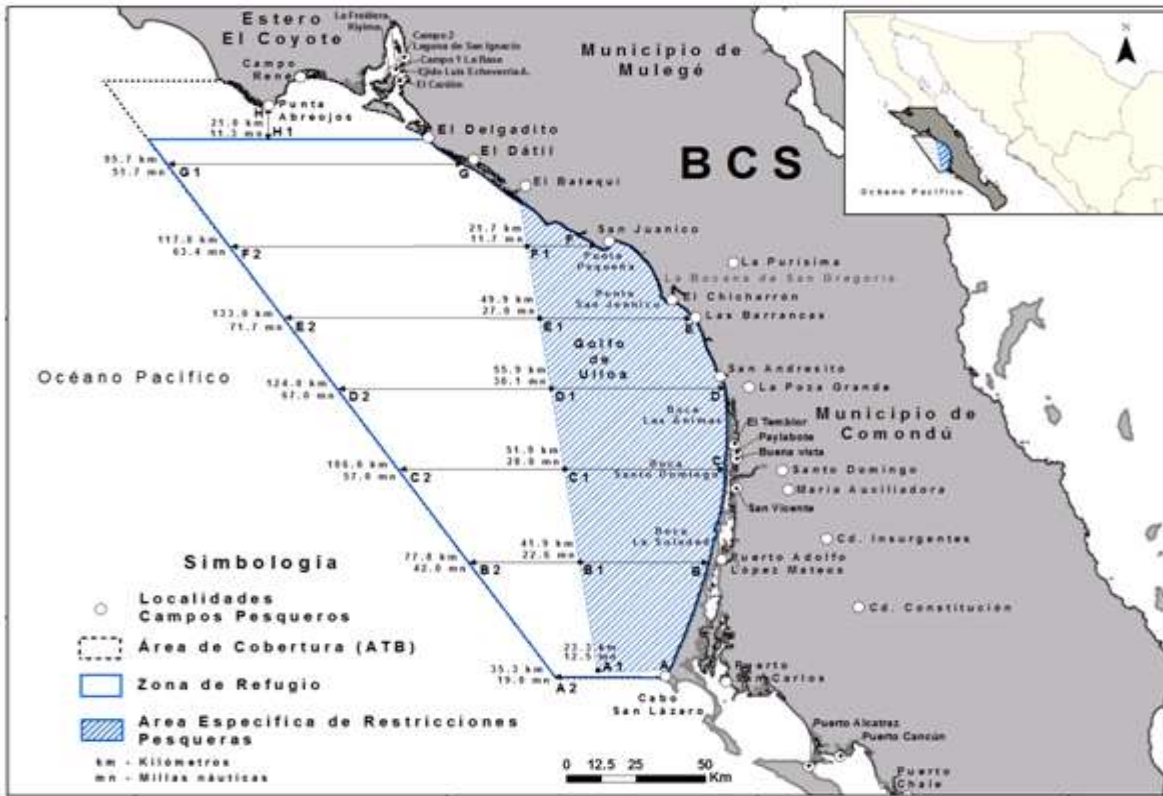 Estero
El Coyote
La Freidera
Kiyimu
Campo 2
Laguna de San Ignacio
Campo Y La Base
Ejido Luis Echeverría A.
El Cardón
Campo
René
Municipio de
Mulegé
N
Océano Pacífico
H
Punta
Abreojos
21.0 km
11.3 mn
H1
El Delgadito
El Dátil
BCS
95.7 km
51.7 mn
G1
G
El Batequi
117.0 km
63.4 mn
F2
21.7 km
11.7 mn
F1
F
San Juanico
Punta
Pequeña
La Purísima
La Bocana de San Gregorio
Punta
San Juanico
El Chicharrón
133.0 km
71.7 mn
E2
49.9 km
27.0 mn
E1
E
Las Barrancas
Golfo
de
Ulloa
Océano Pacífico
124.0 km
67.0 mn
D2
55.9 km
30.1 mn
D1
D
San Andresito
La Poza Grande
Boca
Las Ánimas
El Temblor
Paylabote
Buena vista
Municipio de
Comondú
106.0 km
57.0 mn
C2
51.9 km
28.0 mn
C1
C
Boca
Santo Domingo
Santo Domingo
María Auxiliadora
San Vicente
Boca
La Soledad
Cd. Insurgentes
77.8 km
42.0 mn
B2
41.9 km
22.6 mn
B1
B
Puerto Adolfo
López Mateos
Cd. Constitución
35.3 km
19.0 mn
A2
23.3 km
12.5 mn
A1
A
Cabo
San Lázaro
Puerto
San Carlos
Puerto Alcatraz
Puerto Cancún
Puerto
Chale
Simbología
Localidades
Campos Pesqueros
Área de Cobertura (ATB)
Zona de Refugio
Area Específica de Restricciones
Pesqueras
km - Kilómetros
mn - Millas náuticas
0 12.5 25 50
Km